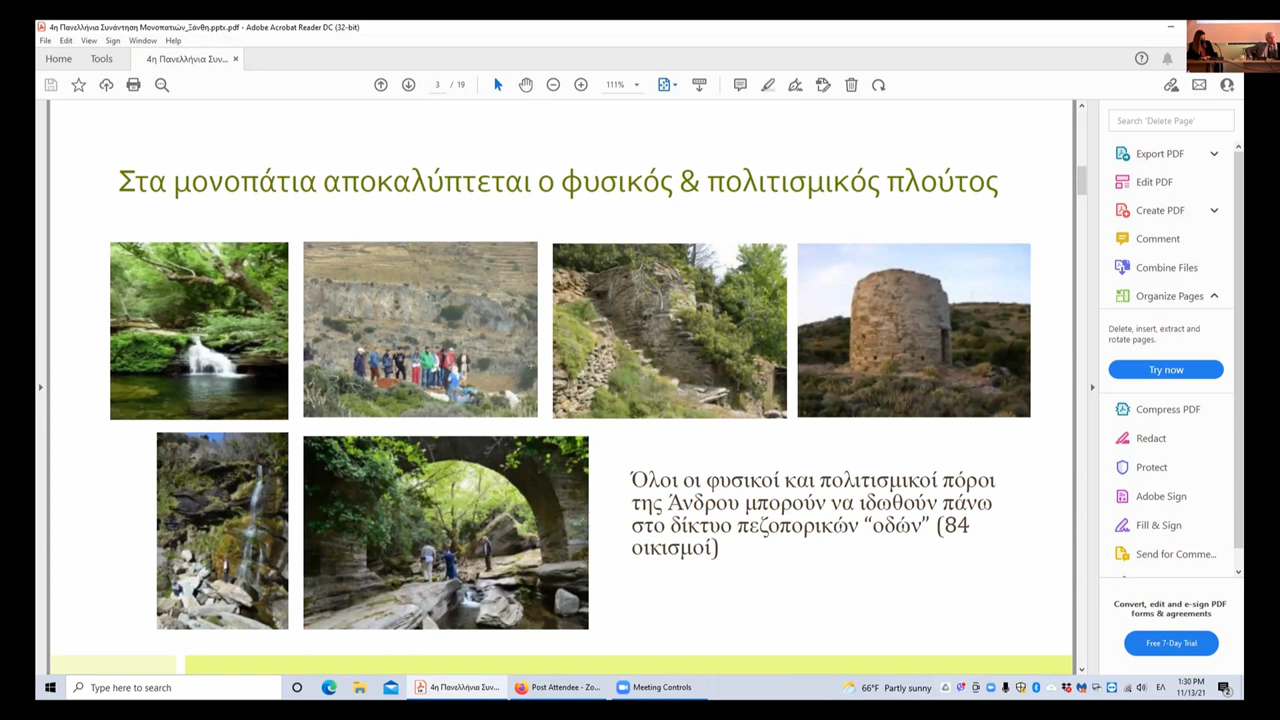 4η Πανελλήνια Συνάντηση Μονοπατιών_Ξάνθη.pptx.pdf - Adobe Acrobat Reader DC (32-bit)
File Edit View Sign Window Help
Home Tools 4η Πανελλήνια Συν... ×
3 / 19 111%
Στα μονοπάτια αποκαλύπτεται ο φυσικός & πολιτισμικός πλούτος
Όλοι οι φυσικοί και πολιτισμικοί πόροι
της Άνδρου μπορούν να ιδωθούν πάνω
στο δίκτυο πεζοπορικών “οδών” (84
οικισμοί)
Search 'Delete Page'
Export PDF
Edit PDF
Create PDF
Comment
Combine Files
Organize Pages
Delete, insert, extract and
rotate pages.
Try now
Compress PDF
Redact
Protect
Adobe Sign
Fill & Sign
Send for Comme...
Convert, edit and e-sign PDF
forms & agreements
Free 7-Day Trial
Type here to search
4η Πανελλήνια Συν...
Post Attendee - Zo...
Meeting Controls
66°F Partly sunny
ΕΛ
1:30 PM
11/13/21